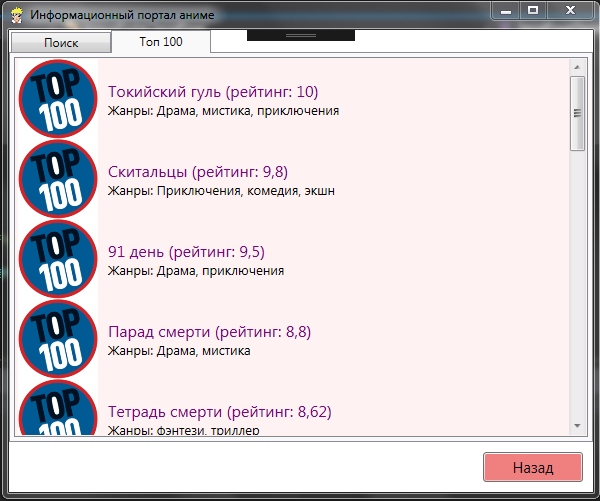 Информационный портал аниме
Поиск
Топ 100
TOP
100
Токийский гуль (рейтинг: 10)
Жанры: Драма, мистика, приключения
TOP
100
Скитальцы (рейтинг: 9,8)
Жанры: Приключения, комедия, экшн
TOP
100
91 день (рейтинг: 9,5)
Жанры: Драма, приключения
TOP
100
Парад смерти (рейтинг: 8,8)
Жанры: Драма, мистика
TOP
100
Тетрадь смерти (рейтинг: 8,62)
Жанры: фэнтези, триллер
Назад